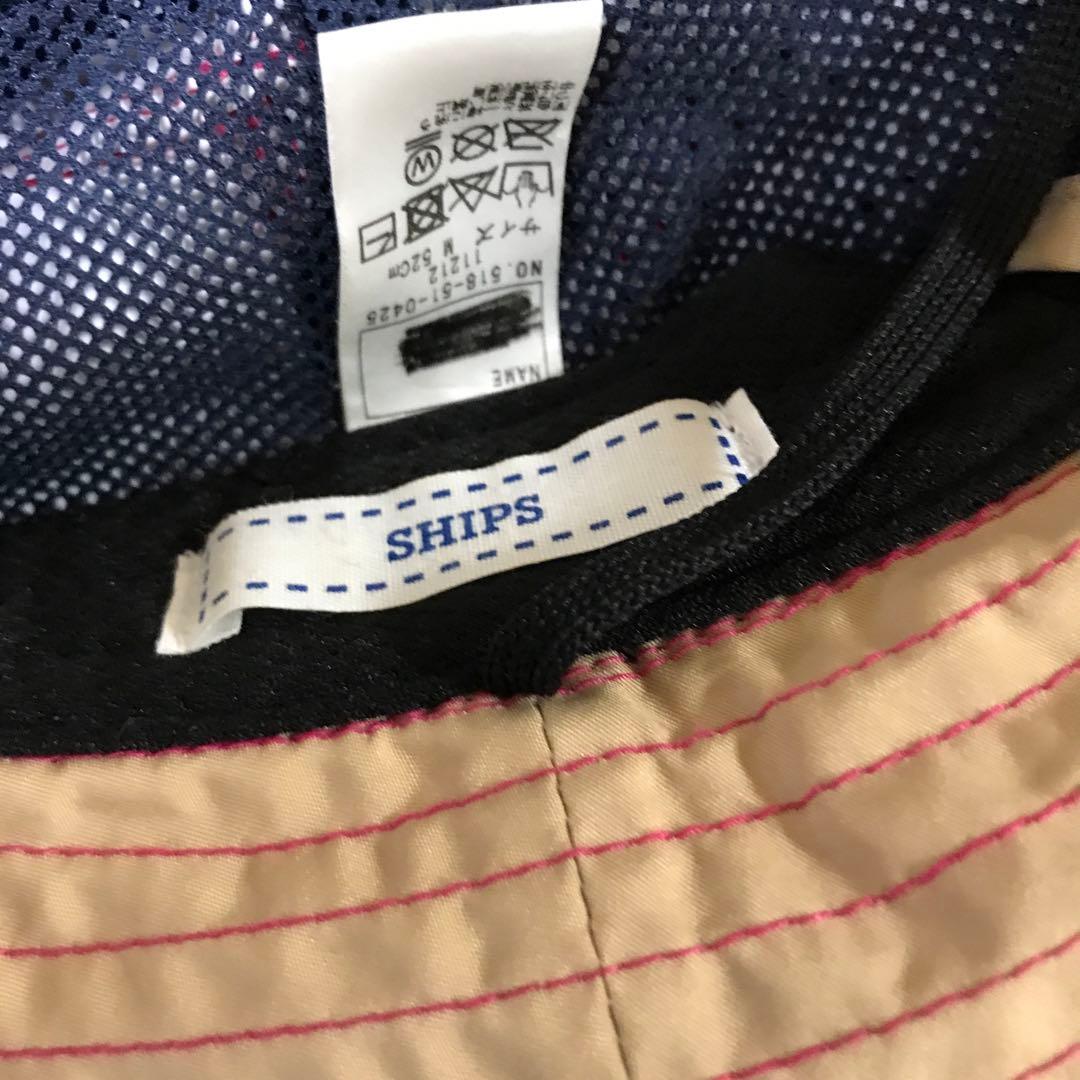 NAME
NO. 518-51-0425
11212
サイズ M 52Cm
W
SHIPS